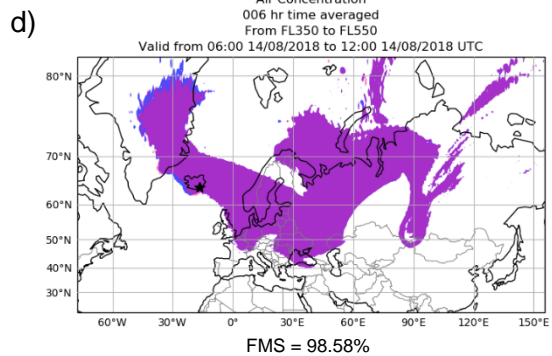 d)
Air Concentration
006 hr time averaged
From FL350 to FL550
Valid from 06:00 14/08/2018 to 12:00 14/08/2018 UTC
80°N
70°N
60°N
50°N
40°N
30°N
60°W 30°W 0° 30°E 60°E 90°E 120°E 155°E
FMS = 98.58%